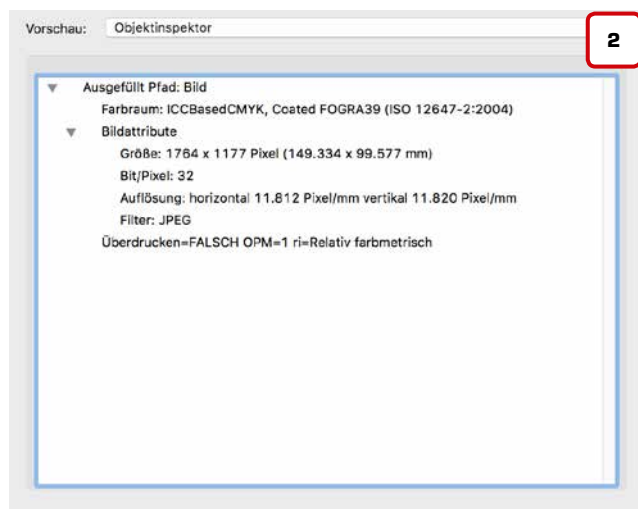 Vorschau: Objektinspektor
2
Ausgefüllt Pfad: Bild
Farbraum: ICCBasedCMYK, Coated FOGRA39 (ISO 12647-2:2004)
Bildattribute
Größe: 1764 x 1177 Pixel (149.334 x 99.577 mm)
Bit/Pixel: 32
Auflösung: horizontal 11.812 Pixel/mm vertikal 11.820 Pixel/mm
Filter: JPEG
Überdrucken=FALSCH OPM=1 ri=Relativ farbmetrisch